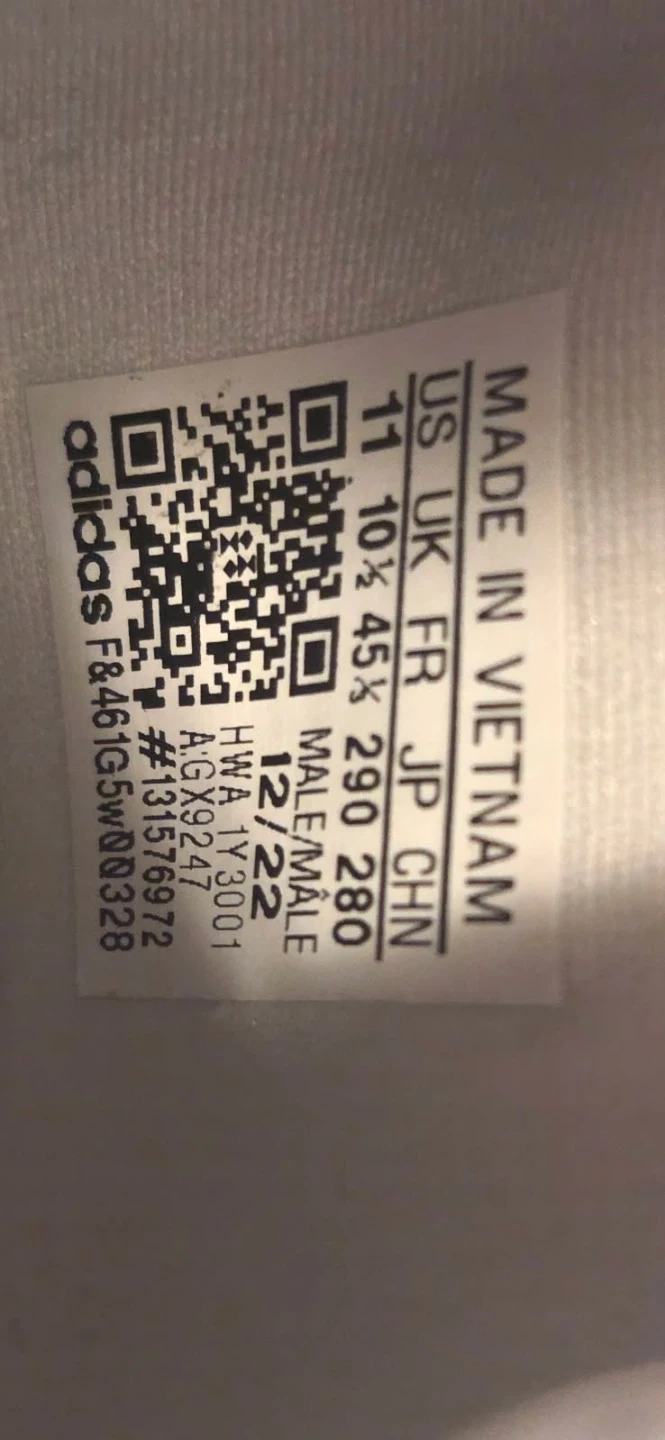 MADE IN VIETNAM
US UK FR JP CHN
11 10½ 45⅓ 290 280
MALE/MÂLE
12/22
HWA 1Y3001
A:GX9247
#131576972
adidas F&461G5w00328